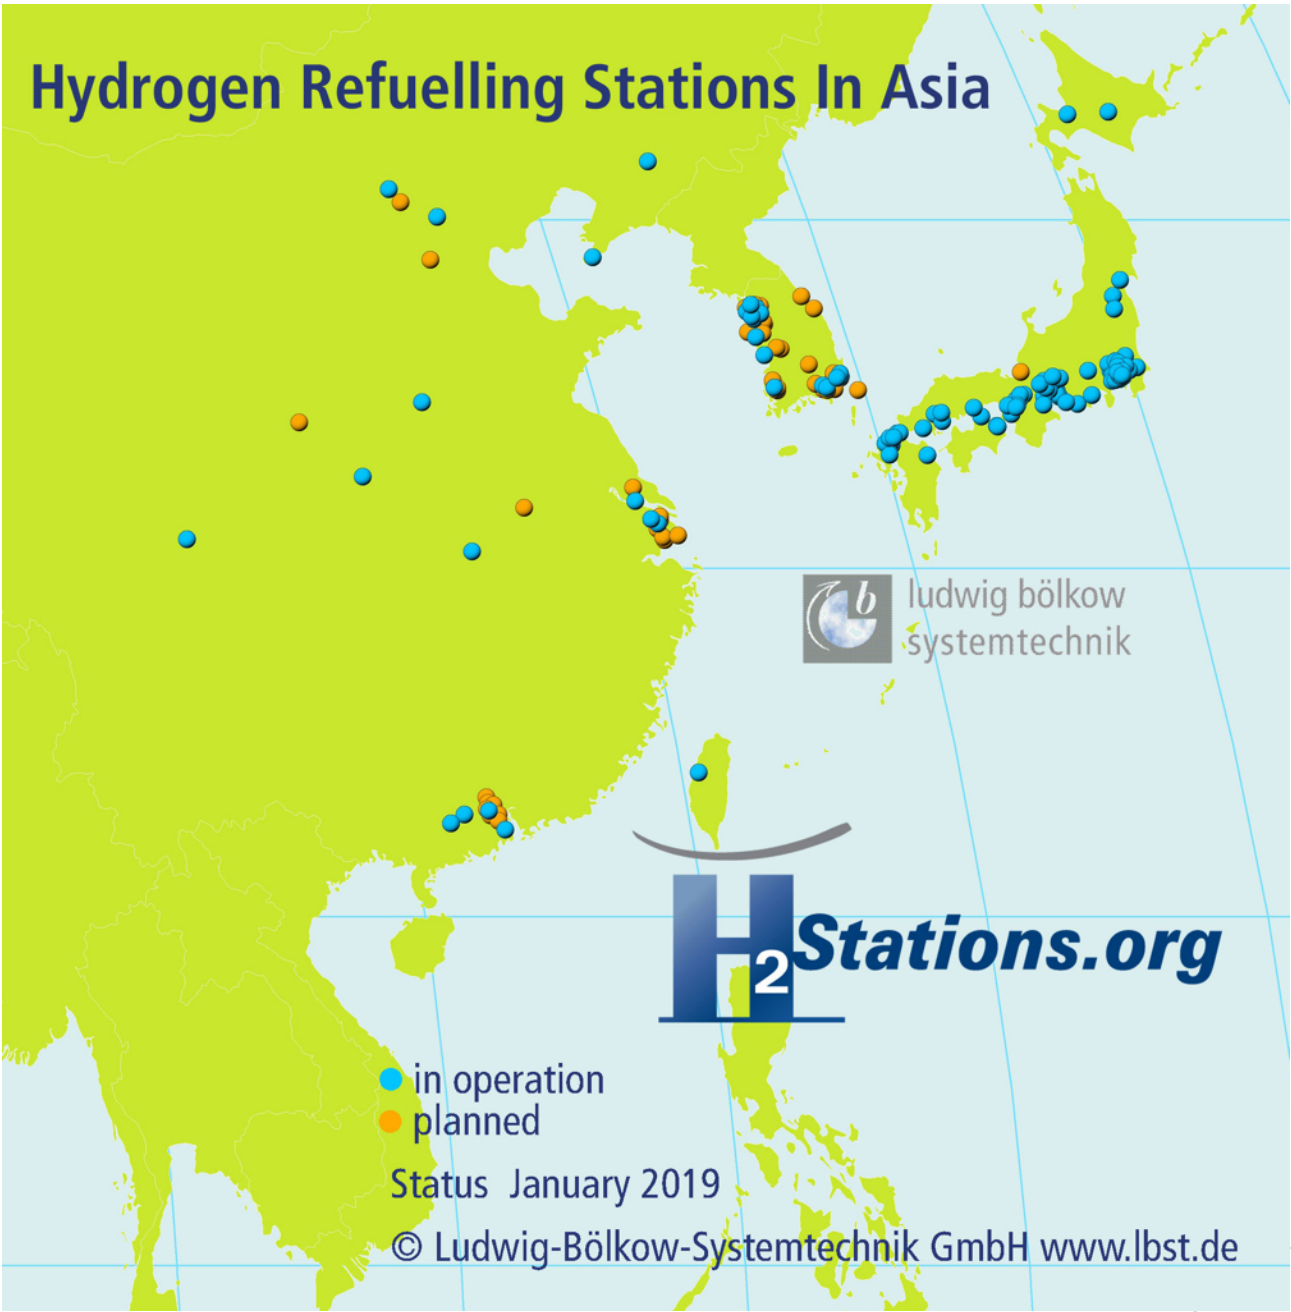 Hydrogen Refuelling Stations In Asia
b
ludwig bölkow
systemtechnik
H2Stations.org
in operation
planned
Status January 2019
© Ludwig-Bölkow-Systemtechnik GmbH www.lbst.de